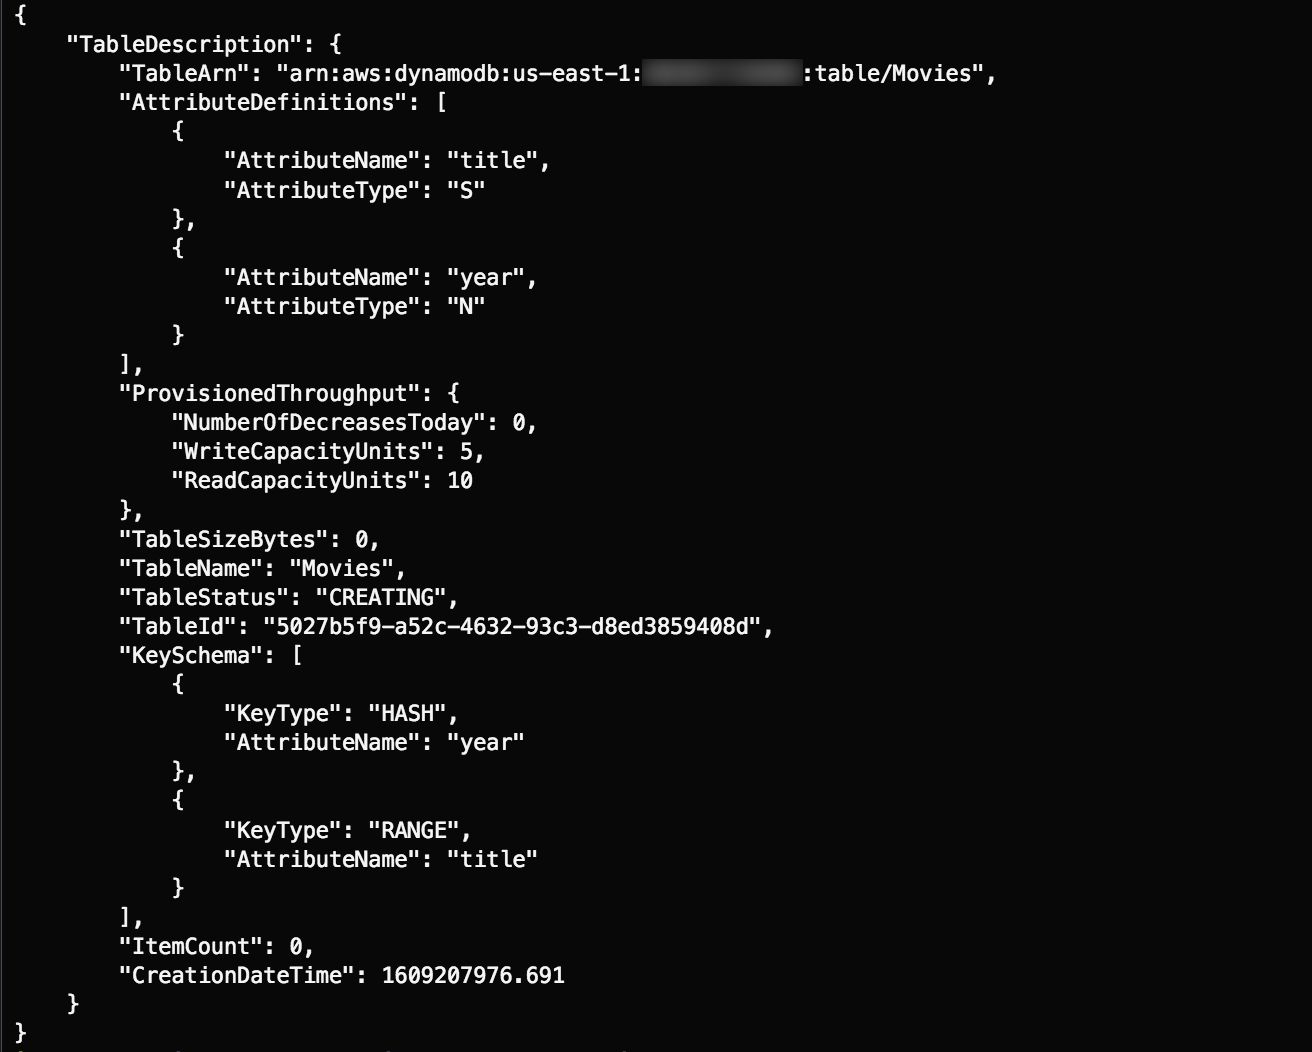 {
    "TableDescription": {
        "TableArn": "arn:aws:dynamodb:us-east-1: :table/Movies",
        "AttributeDefinitions": [
            {
                "AttributeName": "title",
                "AttributeType": "S"
            },
            {
                "AttributeName": "year",
                "AttributeType": "N"
            }
        ],
        "ProvisionedThroughput": {
            "NumberOfDecreasesToday": 0,
            "WriteCapacityUnits": 5,
            "ReadCapacityUnits": 10
        },
        "TableSizeBytes": 0,
        "TableName": "Movies",
        "TableStatus": "CREATING",
        "TableId": "5027b5f9-a52c-4632-93c3-d8ed3859408d",
        "KeySchema": [
            {
                "KeyType": "HASH",
                "AttributeName": "year"
            },
            {
                "KeyType": "RANGE",
                "AttributeName": "title"
            }
        ],
        "ItemCount": 0,
        "CreationDateTime": 1609207976.691
    }
}